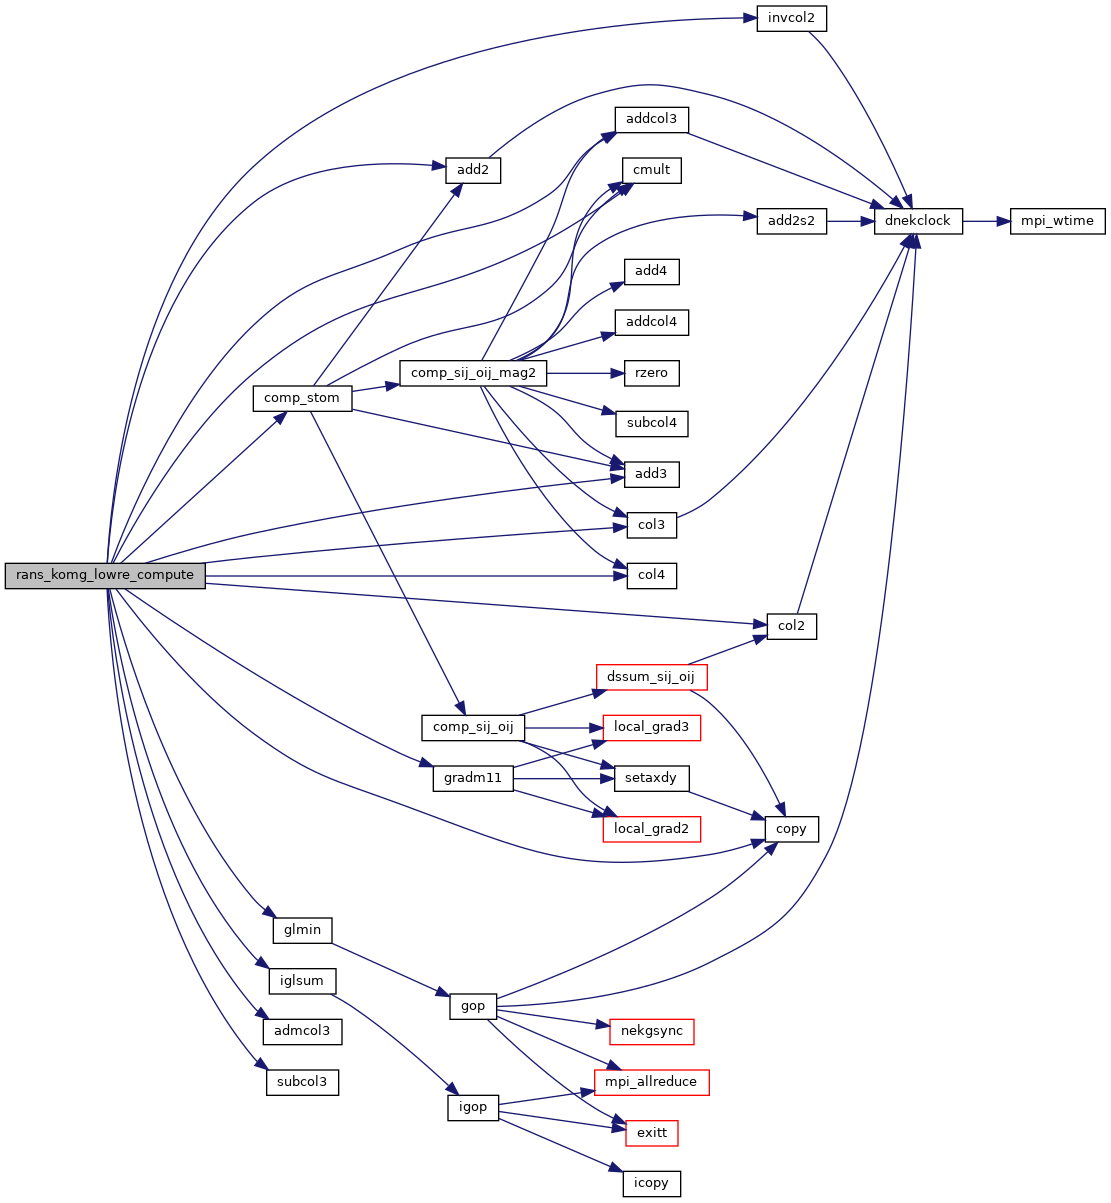 invcol2
addcol3
add2
cmult
add2s2
dnekclock
mpi_wtime
add4
addcol4
comp_sij_oij_mag2
rzero
comp_stom
subcol4
add3
col3
rans_komg_lowre_compute
col4
col2
dssum_sij_oij
comp_sij_oij
local_grad3
gradm11
setaxdy
local_grad2
copy
glmin
iglsum
gop
admcol3
nekgsync
subcol3
mpi_allreduce
igop
exitt
icopy